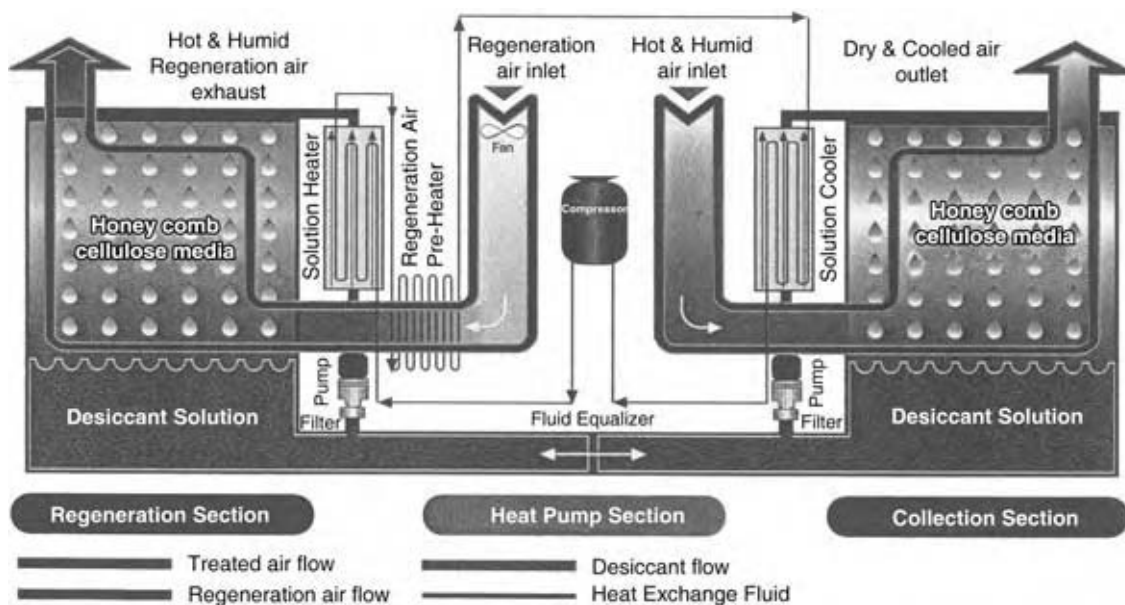 Hot & Humid
Regeneration air
exhaust
Regeneration
air inlet
Hot & Humid
air inlet
Dry & Cooled air
outlet
Solution Heater
Regeneration Air
Pre-Heater
Fan
Compressor
Solution Cooler
Honey comb
cellulose media
Honey comb
cellulose media
Pump
Filter
Fluid Equalizer
Pump
Filter
Desiccant Solution
Desiccant Solution
Regeneration Section
Heat Pump Section
Collection Section
Treated air flow
Desiccant flow
Regeneration air flow
Heat Exchange Fluid